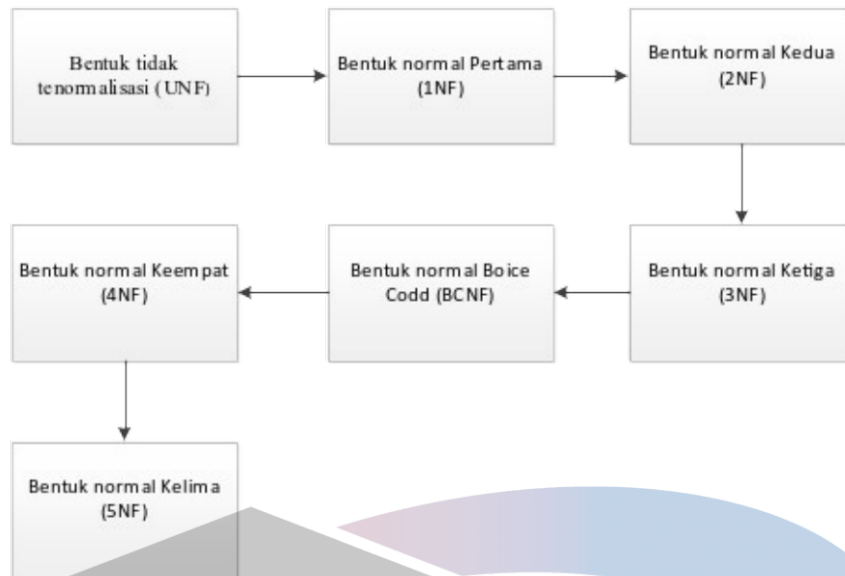 Bentuk tidak
tenormalisasi (UNF)
Bentuk normal Pertama
(1NF)
Bentuk normal Kedua
(2NF)
Bentuk normal Ketiga
(3NF)
Bentuk normal Boice
Codd (BCNF)
Bentuk normal Keempat
(4NF)
Bentuk normal Kelima
(5NF)